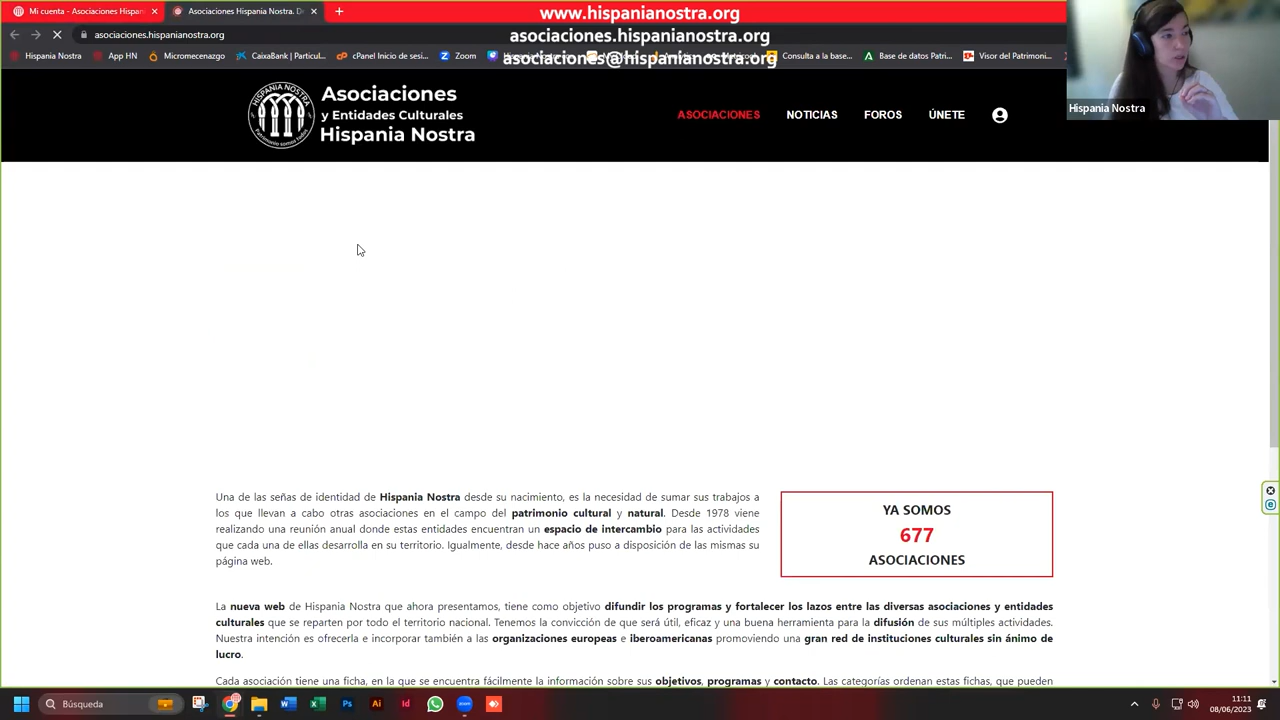 Mi cuenta - Asociaciones Hispani
Asociaciones Hispania Nostra. De
www.hispanianostra.org
asociaciones.hispanianostra.org
asociaciones.hispanianostra.org
asociaciones@hispanianostra.org
Hispania Nostra
App HN
Micromecenazgo
CaixaBank | Particul...
cPanel Inicio de sesi...
Zoom
Consulta a la base...
Base de datos Patri...
Visor del Patrimoni...
HISPANIA NOSTRA
Asociaciones
y Entidades Culturales
Hispania Nostra
ASOCIACIONES
NOTICIAS
FOROS
ÚNETE
Hispania Nostra
Una de las señas de identidad de Hispania Nostra desde su nacimiento, es la necesidad de sumar sus trabajos a
los que llevan a cabo otras asociaciones en el campo del patrimonio cultural y natural. Desde 1978 viene
realizando una reunión anual donde estas entidades encuentran un espacio de intercambio para las actividades
que cada una de ellas desarrolla en su territorio. Igualmente, desde hace años puso a disposición de las mismas su
página web.
YA SOMOS
677
ASOCIACIONES
La nueva web de Hispania Nostra que ahora presentamos, tiene como objetivo difundir los programas y fortalecer los lazos entre las diversas asociaciones y entidades
culturales que se reparten por todo el territorio nacional. Tenemos la convicción de que será útil, eficaz y una buena herramienta para la difusión de sus múltiples actividades.
Nuestra intención es ofrecerla e incorporar también a las organizaciones europeas e iberoamericanas promoviendo una gran red de instituciones culturales sin ánimo de
lucro.
Cada asociación tiene una ficha, en la que se encuentra fácilmente la información sobre sus objetivos, programas y contacto. Las categorías ordenan estas fichas, que pueden
Búsqueda
11:11
08/06/2023